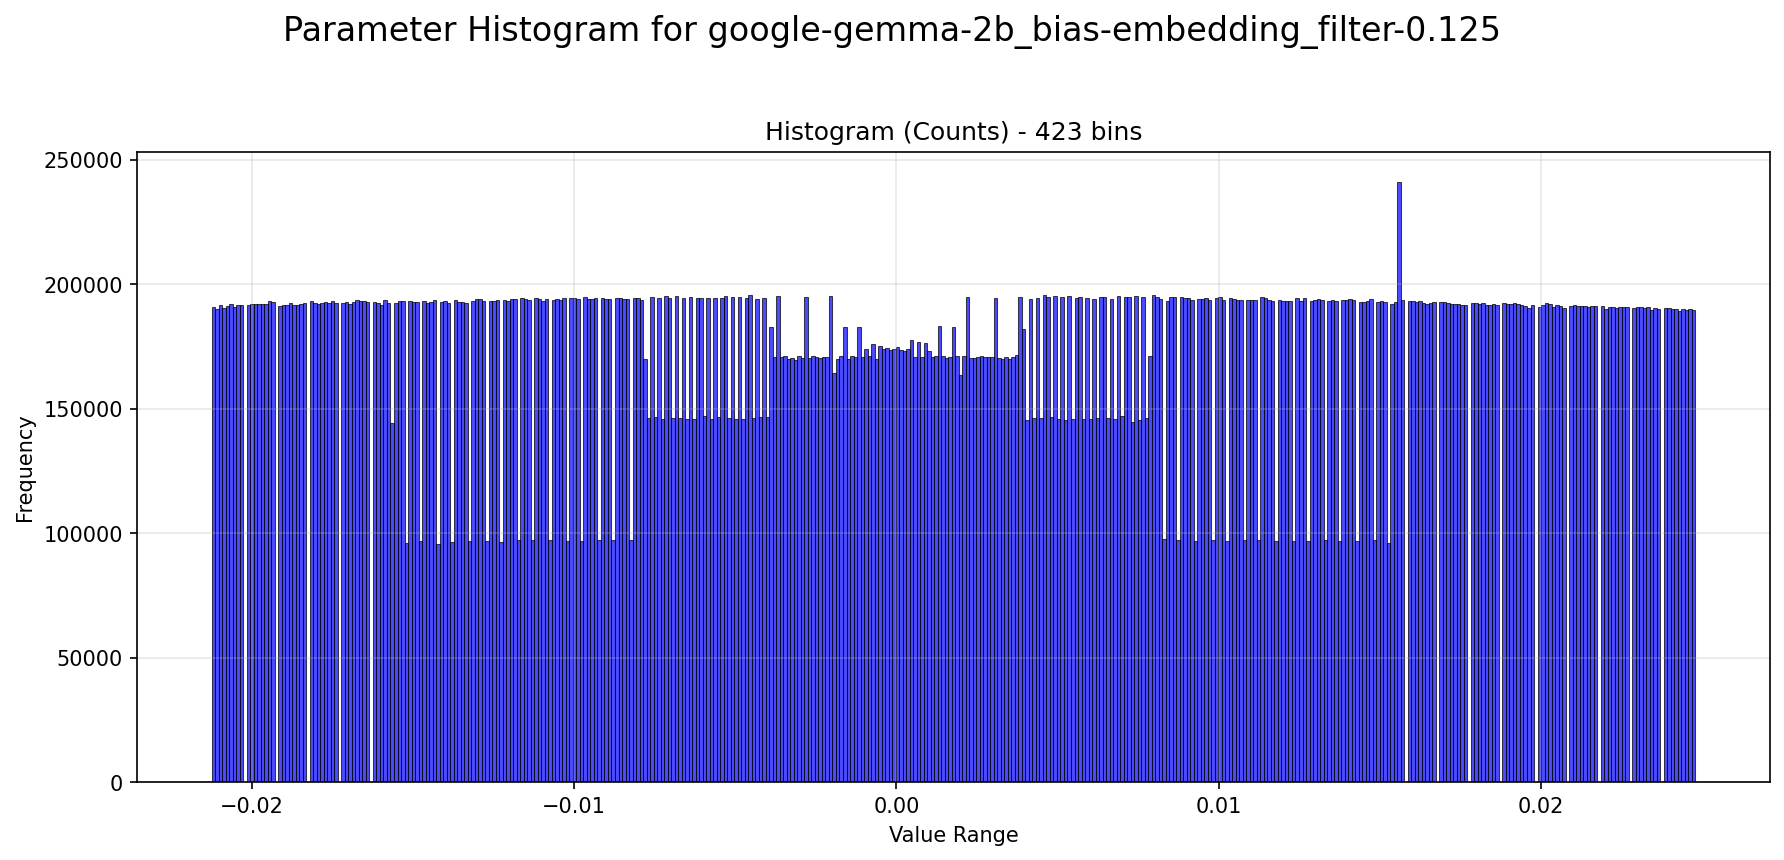 Parameter Histogram for google-gemma-2b_bias-embedding_filter-0.125
Histogram (Counts) - 423 bins
250000
200000
150000
100000
50000
0
Frequency
−0.02
−0.01
0.00
0.01
0.02
Value Range